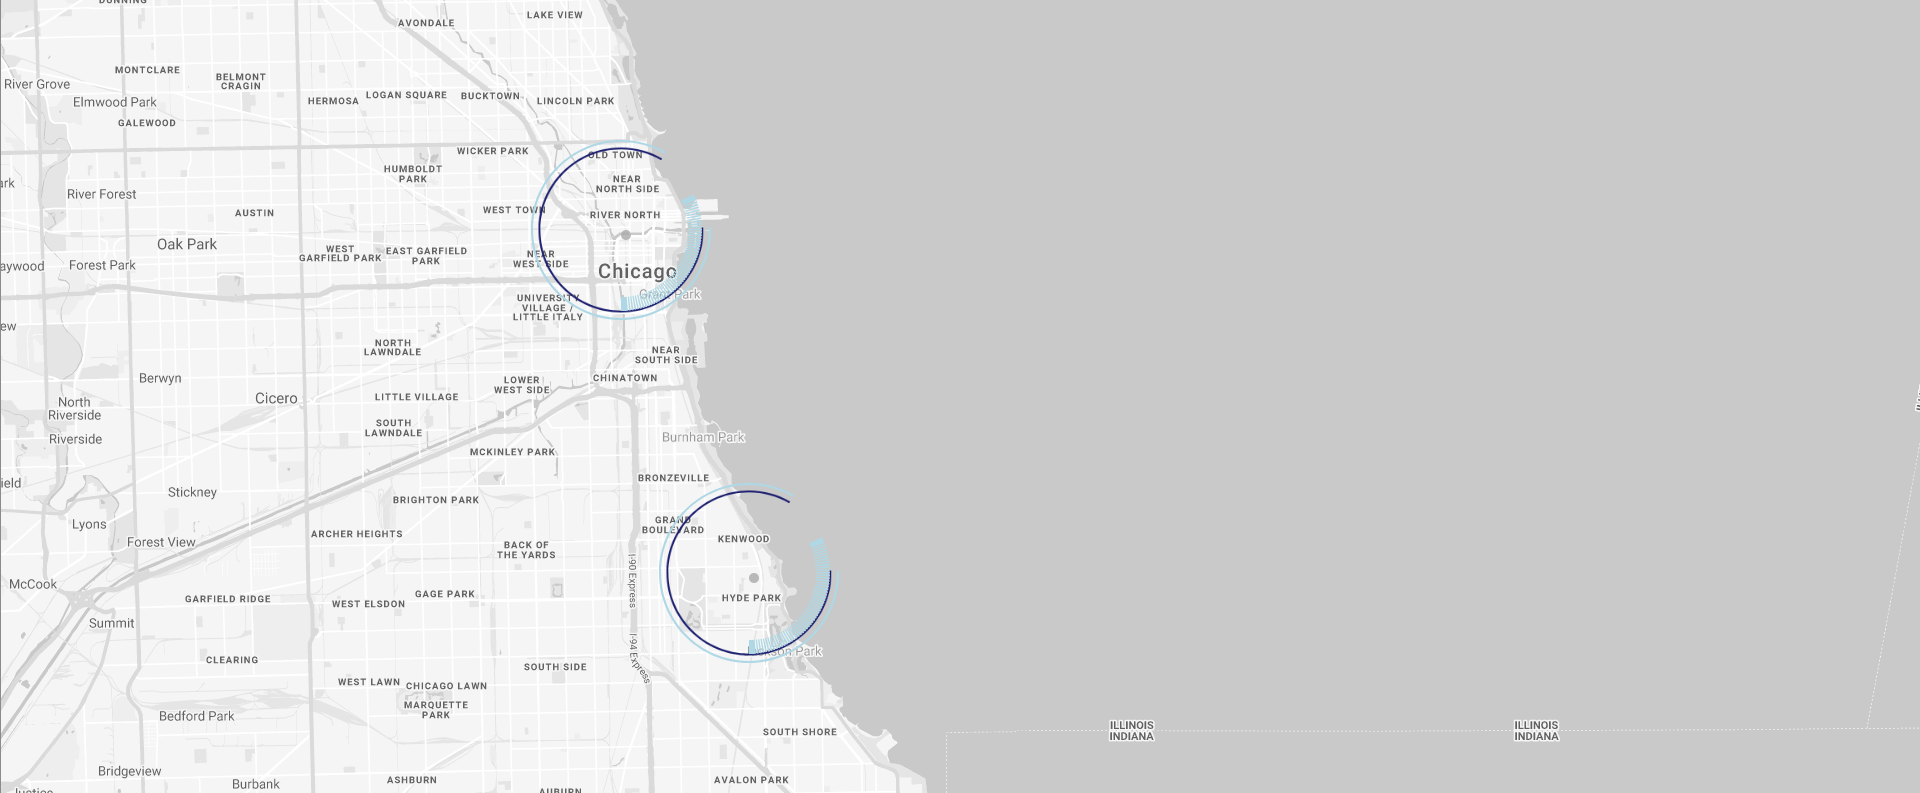 DUNNING
LAKE VIEW
AVONDALE
MONTCLARE
BELMONT
CRAGIN
River Grove
Elmwood Park
HERMOSA
LOGAN SQUARE
BUCKTOWN
LINCOLN PARK
GALEWOOD
WICKER PARK
OLD TOWN
HUMBOLDT
PARK
NEAR
NORTH SIDE
River Forest
AUSTIN
WEST TOWN
RIVER NORTH
Oak Park
WEST
GARFIELD PARK
EAST GARFIELD
PARK
NEAR
WEST SIDE
Forest Park
aywood
Chicago
Grant Park
UNIVERSITY
VILLAGE /
LITTLE ITALY
NORTH
LAWNDALE
NEAR
SOUTH SIDE
Berwyn
LOWER
WEST SIDE
CHINATOWN
Cicero
LITTLE VILLAGE
North
Riverside
SOUTH
LAWNDALE
Riverside
Burnham Park
MCKINLEY PARK
BRONZEVILLE
ield
Stickney
BRIGHTON PARK
Lyons
GRAND
BOULEVARD
ARCHER HEIGHTS
Forest View
KENWOOD
BACK OF
THE YARDS
I-90 Express
McCook
GARFIELD RIDGE
WEST ELSDON
GAGE PARK
HYDE PARK
Summit
I-94 Express
CLEARING
SOUTH SIDE
kson Park
WEST LAWN
CHICAGO LAWN
MARQUETTE
PARK
Bedford Park
SOUTH SHORE
ILLINOIS
INDIANA
ILLINOIS
INDIANA
Bridgeview
Burbank
ASHBURN
AVALON PARK
Justice
AUBURN